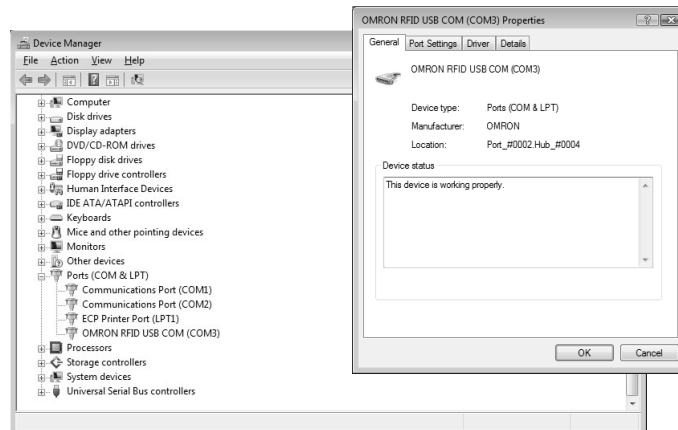 Device Manager
File Action View Help
Computer
Disk drives
Display adapters
DVD/CD-ROM drives
Floppy disk drives
Floppy drive controllers
Human Interface Devices
IDE ATA/ATAPI controllers
Keyboards
Mice and other pointing devices
Monitors
Other devices
Ports (COM & LPT)
Communications Port (COM1)
Communications Port (COM2)
ECP Printer Port (LPT1)
OMRON RFID USB COM (COM3)
Processors
Storage controllers
System devices
Universal Serial Bus controllers
OMRON RFID USB COM (COM3) Properties
General Port Settings Driver Details
OMRON RFID USB COM (COM3)
Device type: Ports (COM & LPT)
Manufacturer: OMRON
Location: Port_#0002.Hub_#0004
Device status
This device is working properly.
OK Cancel